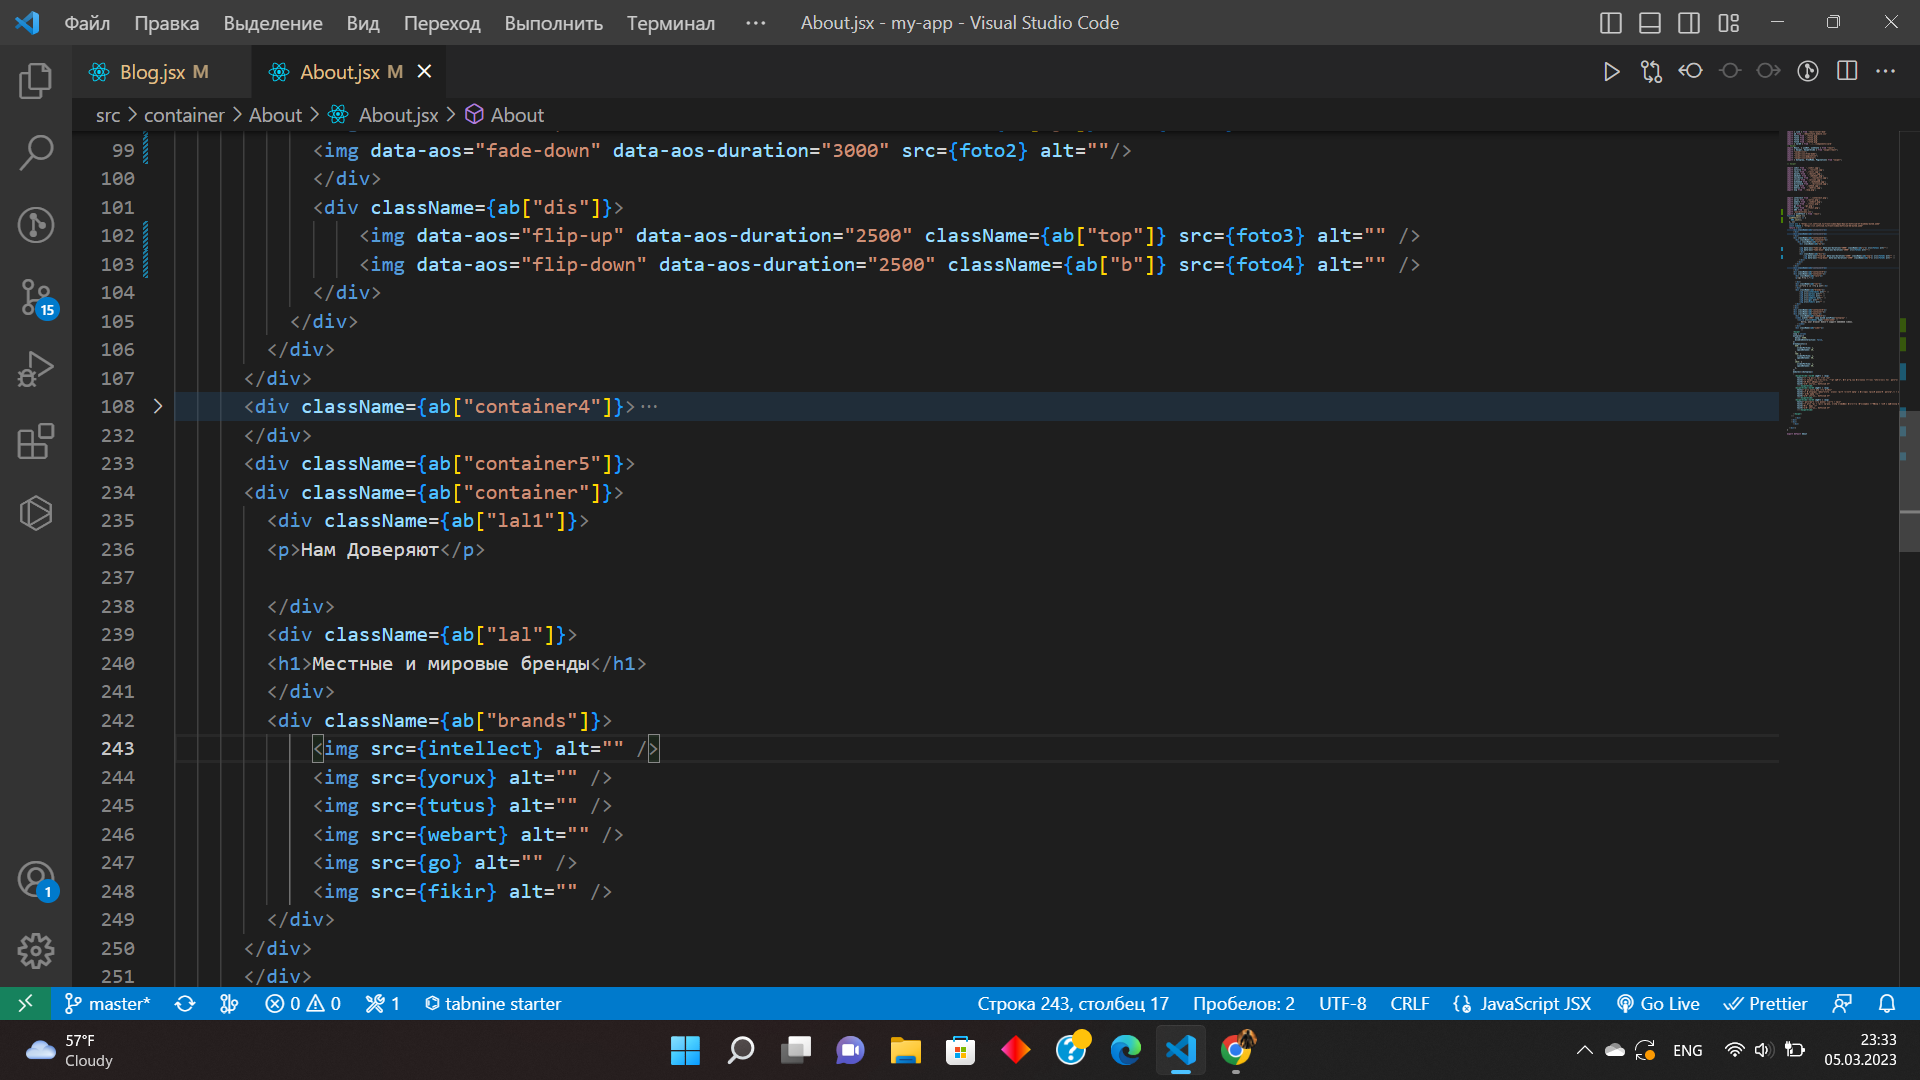 Файл Правка Выделение Вид Переход Выполнить Терминал ··· About.jsx - my-app - Visual Studio Code
Blog.jsx M About.jsx M
src > container > About > About.jsx > About
99 <img data-aos="fade-down" data-aos-duration="3000" src={foto2} alt=""/>
100 </div>
101 <div className={ab["dis"]}>
102 <img data-aos="flip-up" data-aos-duration="2500" className={ab["top"]} src={foto3} alt="" />
103 <img data-aos="flip-down" data-aos-duration="2500" className={ab["b"]} src={foto4} alt="" />
104 </div>
105 </div>
106 </div>
107 </div>
108 <div className={ab["container4"]}>···
232 </div>
233 <div className={ab["container5"]}>
234 <div className={ab["container"]}>
235 <div className={ab["lal1"]}>
236 <p>Нам Доверяют</p>
237
238 </div>
239 <div className={ab["lal"]}>
240 <h1>Местные и мировые бренды</h1>
241 </div>
242 <div className={ab["brands"]}>
243 <img src={intellect} alt="" />
244 <img src={yorux} alt="" />
245 <img src={tutus} alt="" />
246 <img src={webart} alt="" />
247 <img src={go} alt="" />
248 <img src={fikir} alt="" />
249 </div>
250 </div>
251 </div>
15
1
master* 0 0 1 tabnine starter Строка 243, столбец 17 Пробелов: 2 UTF-8 CRLF JavaScript JSX Go Live Prettier
57°F
Cloudy
ENG
23:33
05.03.2023